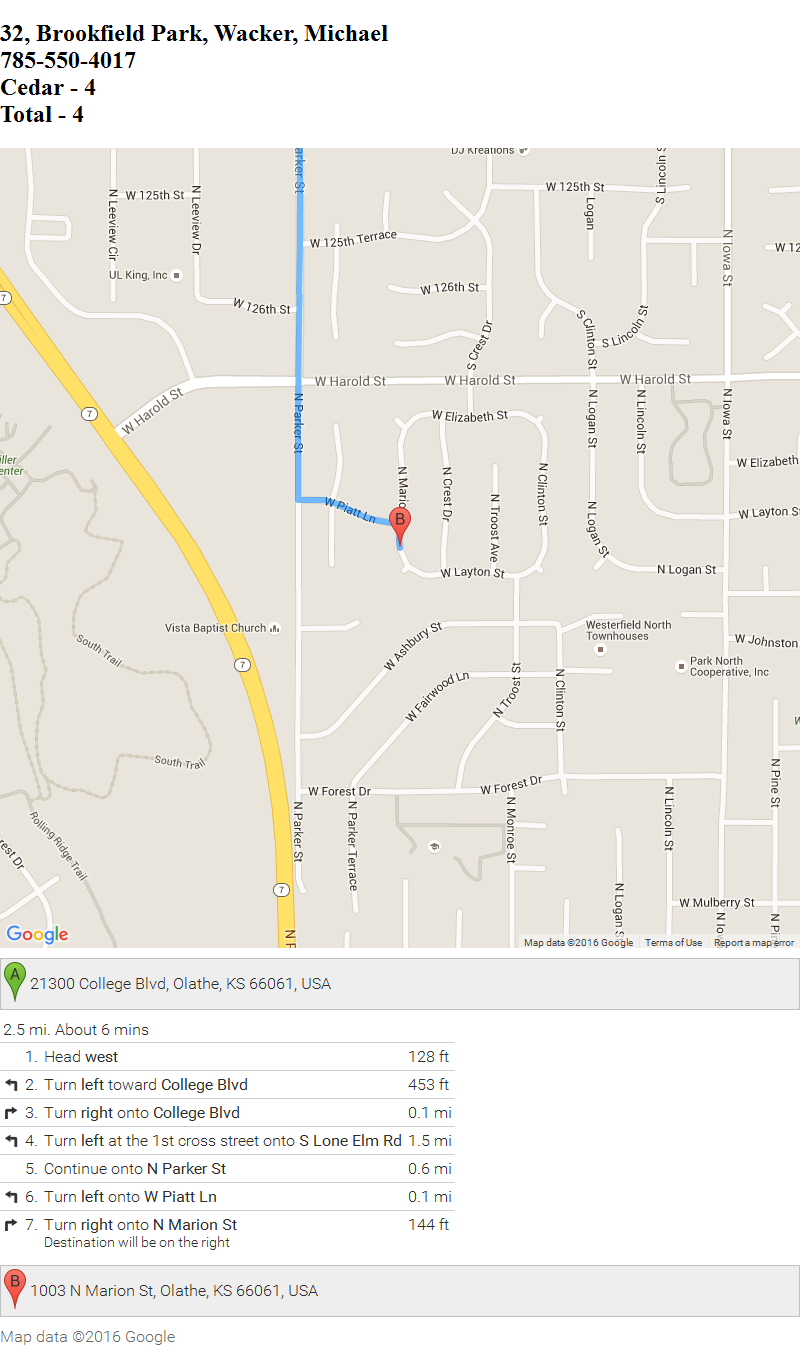 32, Brookfield Park, Wacker, Michael
785-550-4017
Cedar - 4
Total - 4
DJ Kreations
arker St
W 125th St
N Leeview Cir
N Leeview Dr
W 125th St
Logan
S Lincoln S
N Iowa St
W 12
W 125th Terrace
UL King, Inc
7
W 126th St
W 126th St
S Crest Dr
S Clinton St
S Lincoln St
W Harold St
W Harold St
W Harold St
W Harold St
7
N Parker St
W Elizabeth St
N Logan St
N Lincoln St
N Iowa St
iller
enter
W Elizabeth
N Mario
N Crest Dr
N Troost Ave
N Clinton St
W Piatt Ln
B
N Logan St
W Layton S
W Layton St
N Logan St
Vista Baptist Church
W Ashbury St
Westerfield North
Townhouses
W Johnston
South Trail
7
Park North
Cooperative, Inc
W Fairwood Ln
N Troost St
N Clinton St
South Trail
N Pine St
W Forest Dr
W Forest Dr
N Parker St
N Parker Terrace
N Monroe St
N Lincoln St
Rolling Ridge Trail
rest Dr
7
N Logan S
W Mulberry St
N Io
N Pi
N P
Google
Map data ©2016 Google
Terms of Use
Report a map error
A
21300 College Blvd, Olathe, KS 66061, USA
2.5 mi. About 6 mins
1. Head west 128 ft
2. Turn left toward College Blvd 453 ft
3. Turn right onto College Blvd 0.1 mi
4. Turn left at the 1st cross street onto S Lone Elm Rd 1.5 mi
5. Continue onto N Parker St 0.6 mi
6. Turn left onto W Piatt Ln 0.1 mi
7. Turn right onto N Marion St 144 ft
Destination will be on the right
B
1003 N Marion St, Olathe, KS 66061, USA
Map data ©2016 Google